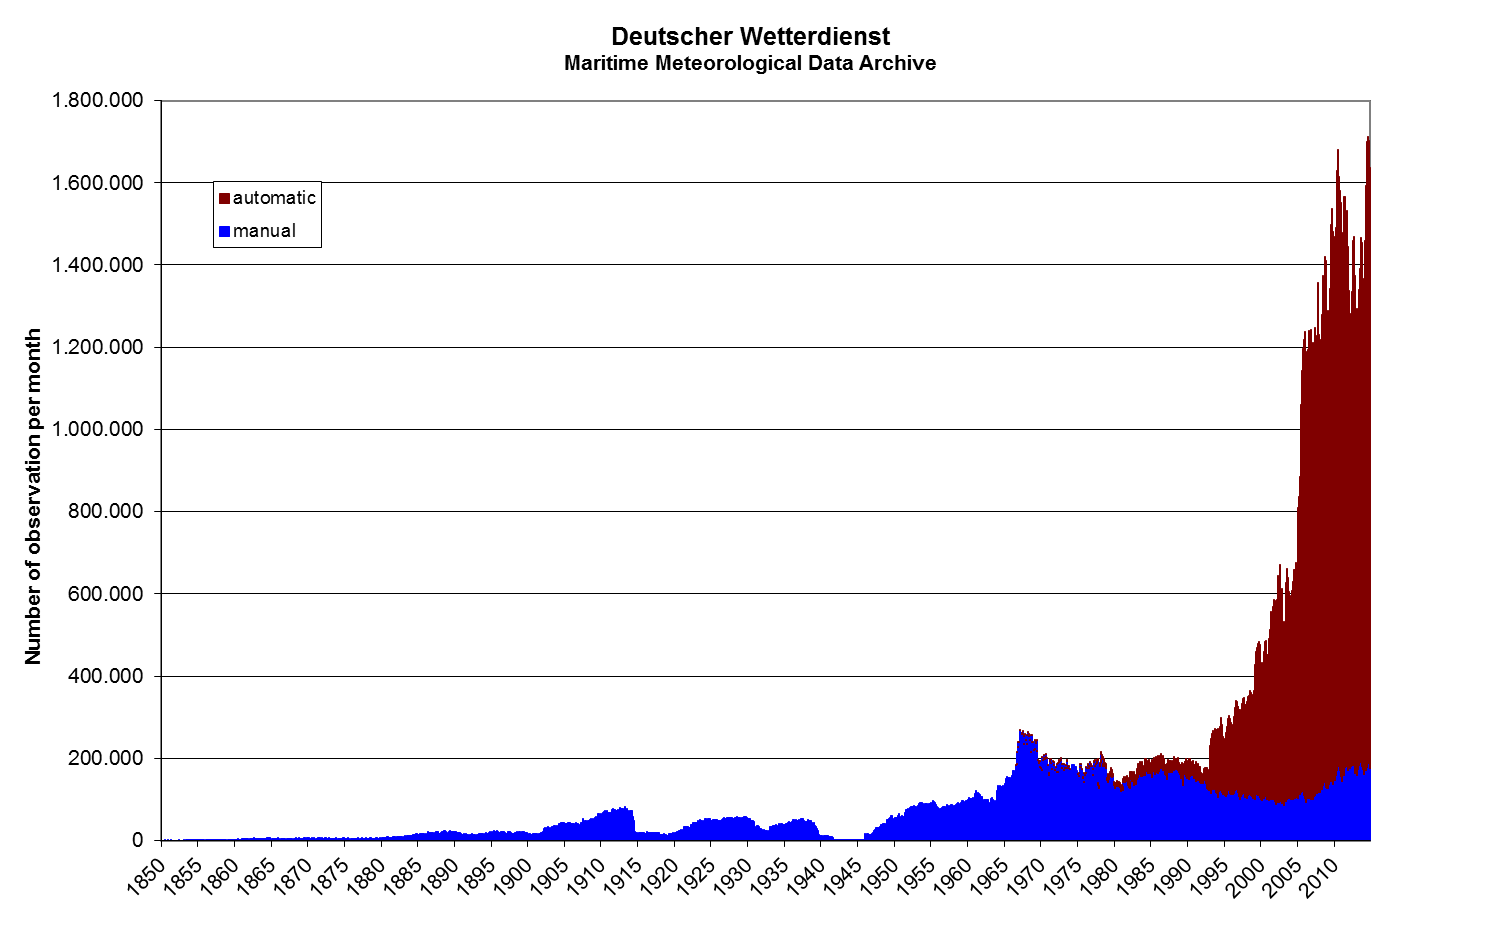 Deutscher Wetterdienst
Maritime Meteorological Data Archive
Number of observation per month
1.800.000
1.600.000
1.400.000
1.200.000
1.000.000
800.000
600.000
400.000
200.000
0
automatic
manual
1850 1855 1860 1865 1870 1875 1880 1885 1890 1895 1900 1905 1910 1915 1920 1925 1930 1935 1940 1945 1950 1955 1960 1965 1970 1975 1980 1985 1990 1995 2000 2005 2010